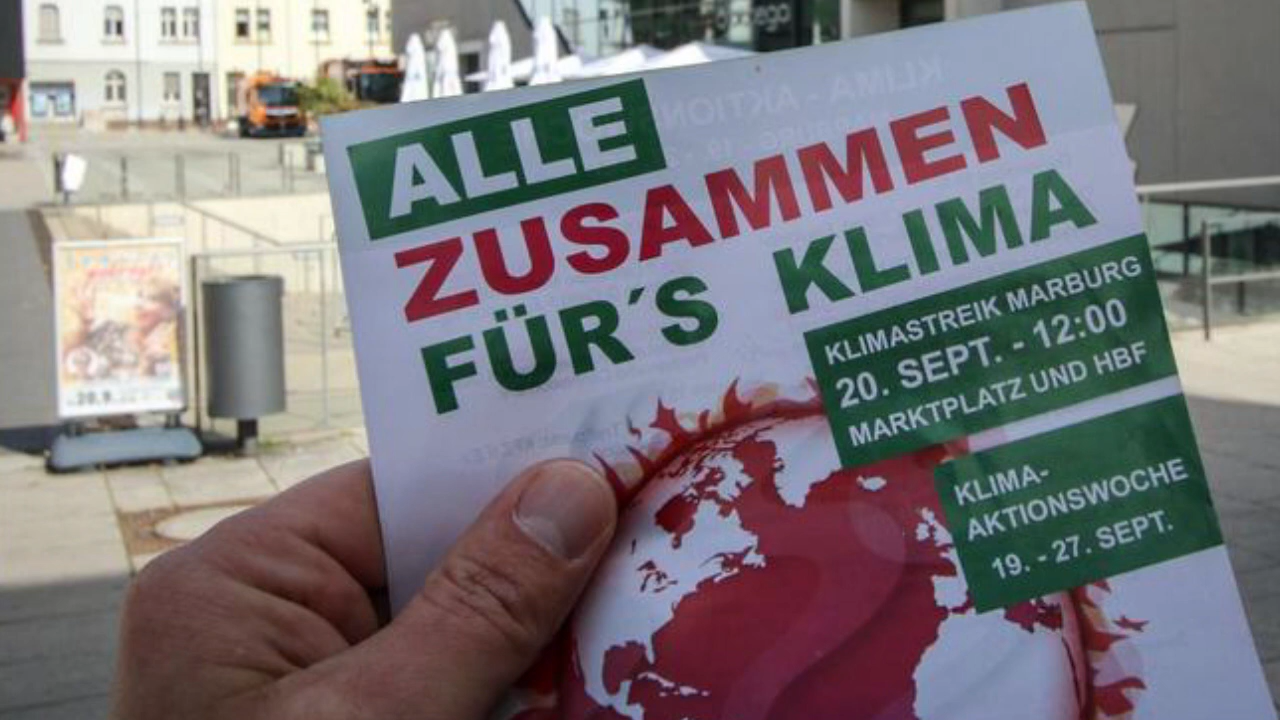 ALLE
ZUSAMMEN
FÜR´S KLIMA
KLIMASTREIK MARBURG
20. SEPT. - 12:00
MARKTPLATZ UND HBF
KLIMA-
AKTIONSWOCHE
19. - 27. SEPT.